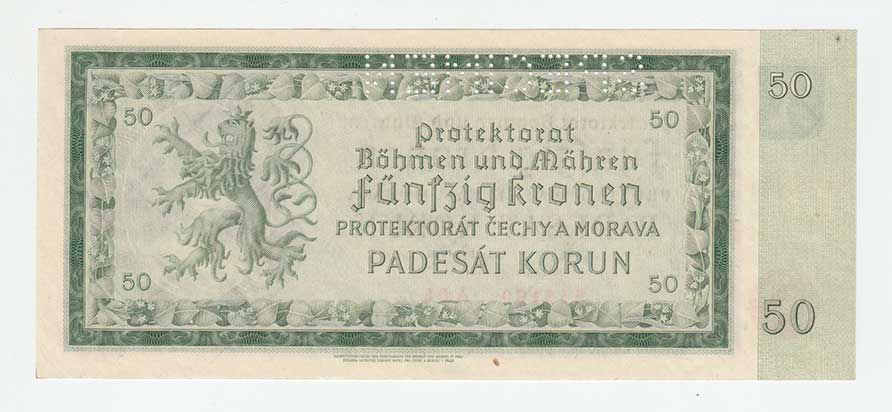 50
50
50
Protektorat
Böhmen und Mähren
Fünfzig Kronen
PROTEKTORÁT ČECHY A MORAVA
PADESÁT KORUN
50
50
50